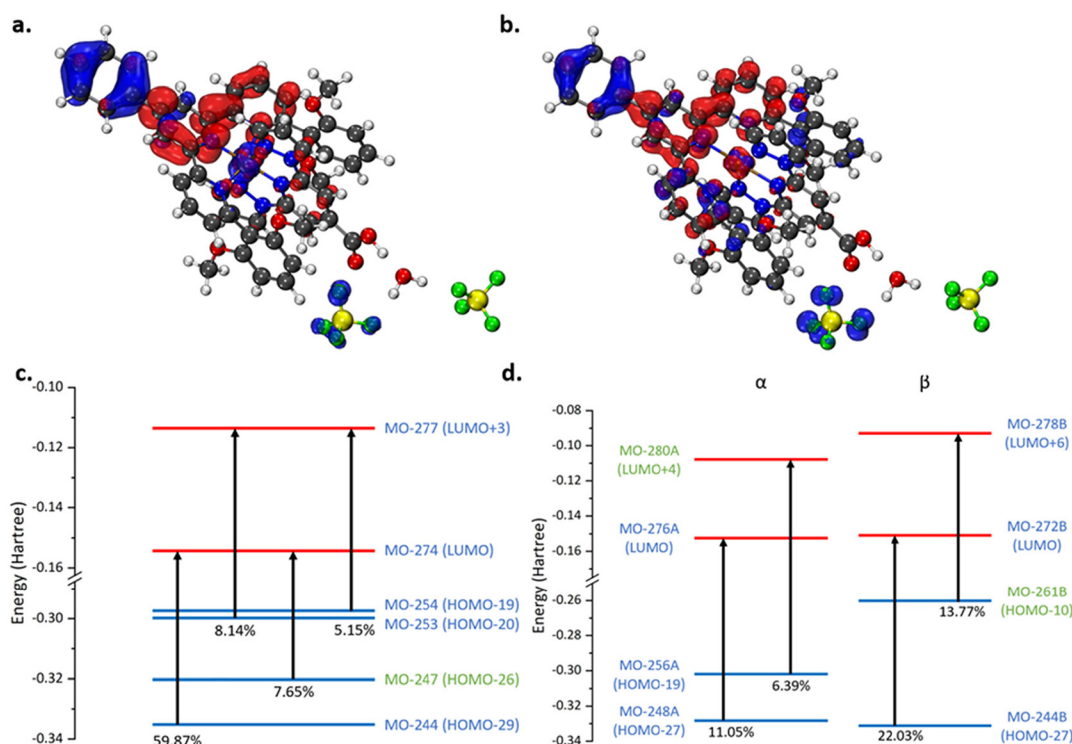 a.
b.
c.
d.
α
β
Energy (Hartree)
-0.10
-0.12
-0.14
-0.16
-0.30
-0.32
-0.34
MO-277 (LUMO+3)
MO-274 (LUMO)
MO-254 (HOMO-19)
MO-253 (HOMO-20)
8.14%
5.15%
MO-247 (HOMO-26)
7.65%
MO-244 (HOMO-29)
59.87%
Energy (Hartree)
-0.08
-0.10
-0.12
-0.14
-0.16
-0.26
-0.28
-0.30
-0.32
-0.34
MO-280A
(LUMO+4)
MO-276A
(LUMO)
MO-256A
(HOMO-19)
6.39%
MO-248A
(HOMO-27)
11.05%
MO-278B
(LUMO+6)
MO-272B
(LUMO)
MO-261B
(HOMO-10)
13.77%
MO-244B
(HOMO-27)
22.03%